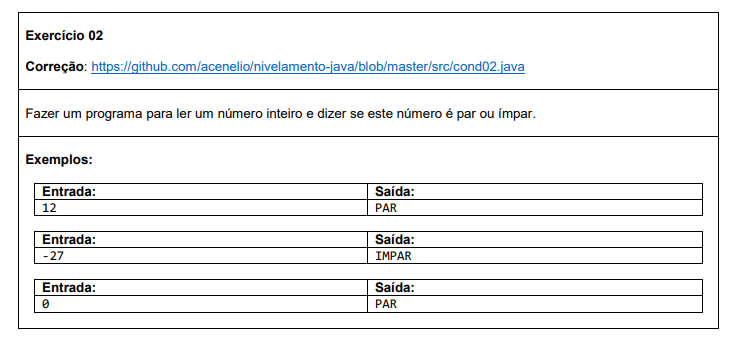 Exercício 02
Correção: https://github.com/acenelio/nivelamento-java/blob/master/src/cond02.java
Fazer um programa para ler um número inteiro e dizer se este número é par ou ímpar.
Exemplos:
Entrada: Saída:
12 PAR
Entrada: Saída:
-27 IMPAR
Entrada: Saída:
0 PAR